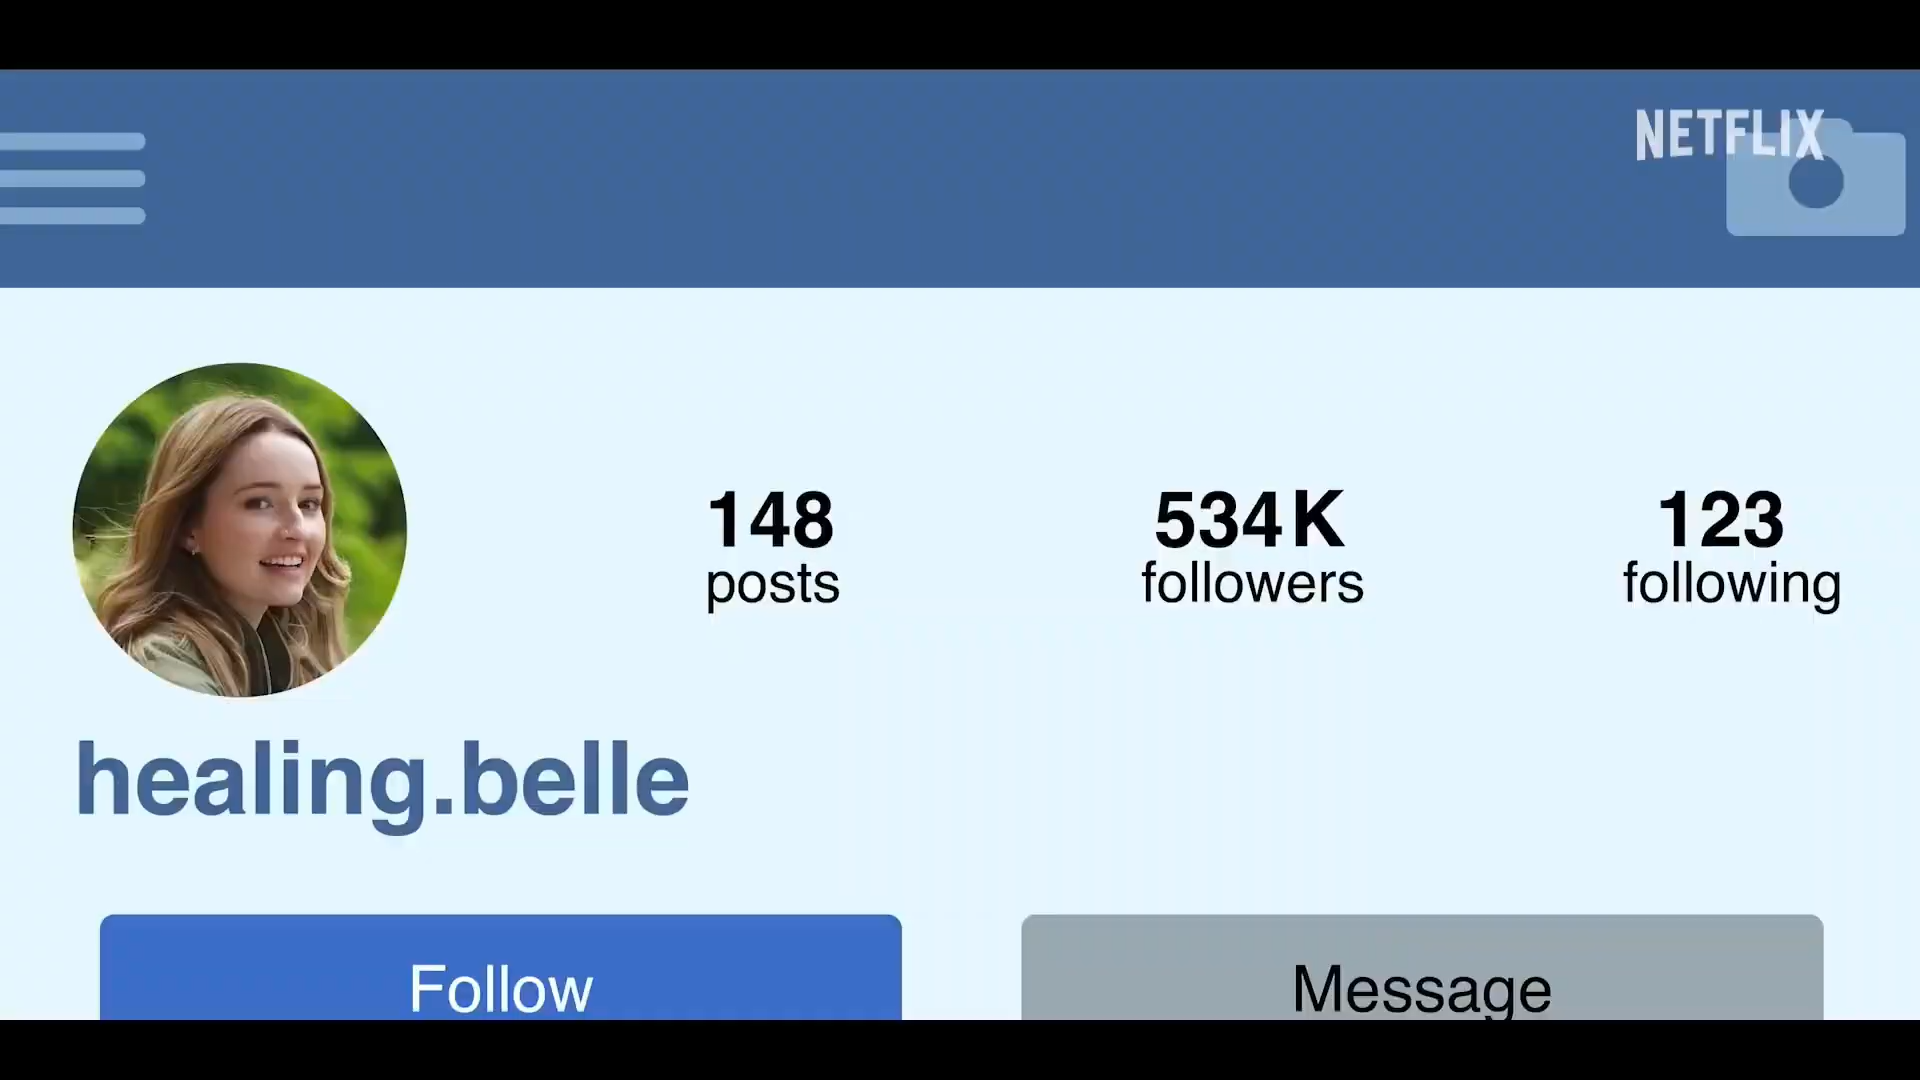 NETFLIX
148
posts
534K
followers
123
following
healing.belle
Follow
Message